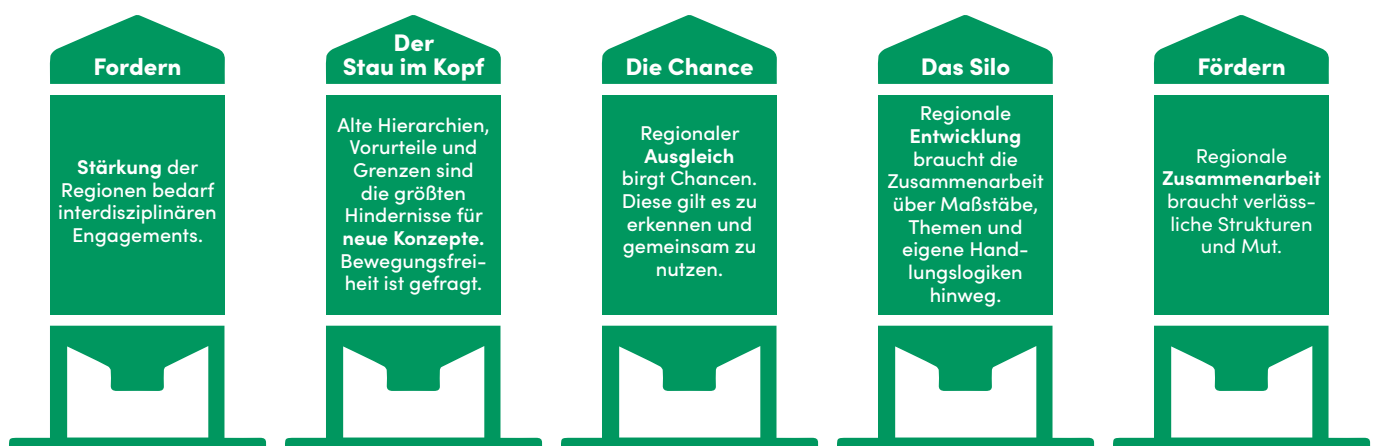 Fordern
Stärkung der
Regionen bedarf
interdisziplinären
Engagements.
Der
Stau im Kopf
Alte Hierarchien,
Vorurteile und
Grenzen sind
die größten
Hindernisse für
neue Konzepte.
Bewegungsfrei-
heit ist gefragt.
Die Chance
Regionaler
Ausgleich
birgt Chancen.
Diese gilt es zu
erkennen und
gemeinsam zu
nutzen.
Das Silo
Regionale
Entwicklung
braucht die
Zusammenarbeit
über Maßstäbe,
Themen und
eigene Hand-
lungslogiken
hinweg.
Fördern
Regionale
Zusammenarbeit
braucht verläss-
liche Strukturen
und Mut.